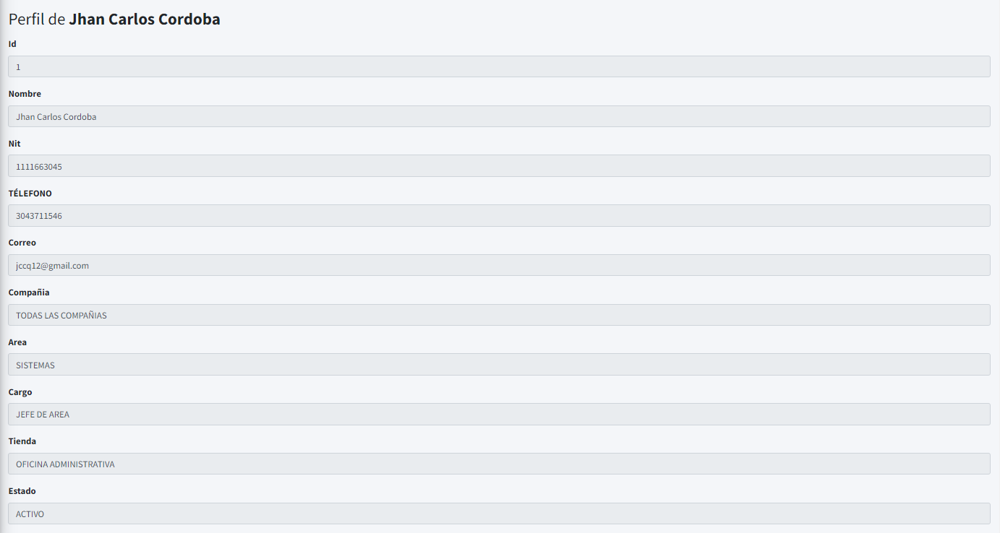 Perfil de Jhan Carlos Cordoba
Id
1
Nombre
Jhan Carlos Cordoba
Nit
1111663045
TÉLEFONO
3043711546
Correo
jccq12@gmail.com
Compañia
TODAS LAS COMPAÑIAS
Area
SISTEMAS
Cargo
JEFE DE AREA
Tienda
OFICINA ADMINISTRATIVA
Estado
ACTIVO